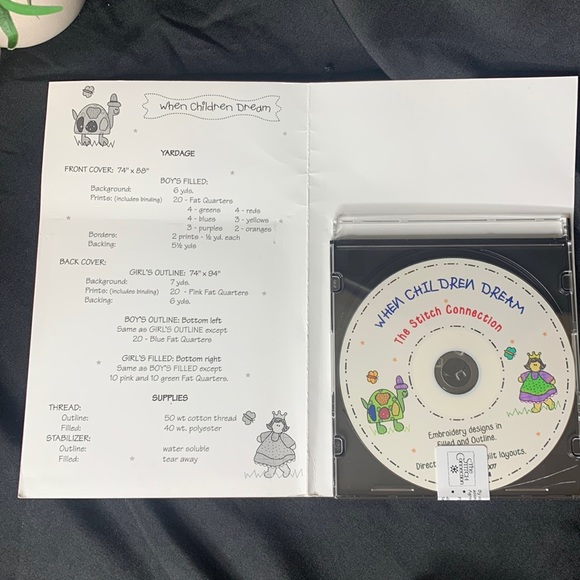 When Children Dream
YARDAGE
FRONT COVER: 74" x 88"
BOY'S FILLED:
Background: 6 yds.
Prints: (includes binding) 20 - Fat Quarters
4 - greens 4 - reds
4 - blues 3 - yellows
3 - purples 2 - oranges
Borders: 2 prints - ½ yd. each
Backing: 5½ yds
BACK COVER:
GIRL'S OUTLINE: 74" x 94"
Background: 7 yds.
Prints: (includes binding) 20 - Pink Fat Quarters
Backing: 6 yds.
BOY'S OUTLINE: Bottom left
Same as GIRL'S OUTLINE except
20 - Blue Fat Quarters
GIRL'S FILLED: Bottom right
Same as BOY'S FILLED except
10 pink and 10 green Fat Quarters.
SUPPLIES
THREAD:
Outline: 50 wt cotton thread
Filled: 40 wt. polyester
STABILIZER:
Outline: water soluble
Filled: tear away
WHEN CHILDREN DREAM
The Stitch Connection
Embroidery designs in
Filled and Outline.
layouts.
The
STITCH
Connection